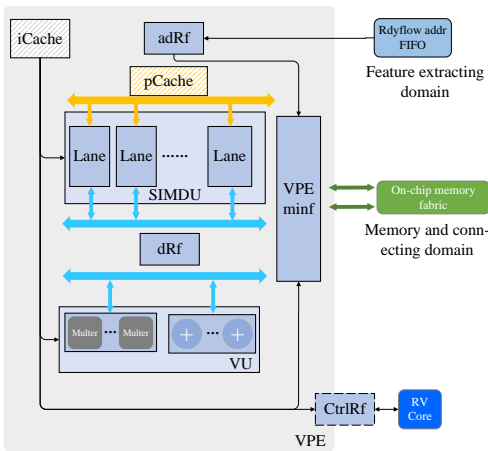 iCache
adRf
Rdyflow addr
FIFO
Feature extracting
domain
pCache
Lane
Lane
······
Lane
SIMDU
VPE
minf
On-chip memory
fabric
Memory and conn-
ecting domain
dRf
Multer
···
Multer
+
···
+
VU
CtrlRf
RV
Core
VPE